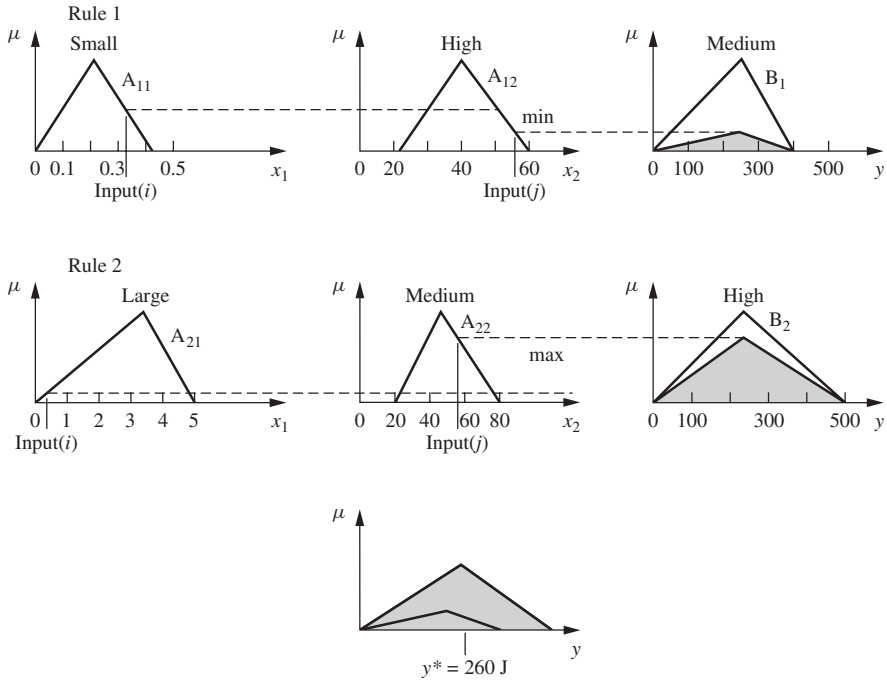 Rule 1
μ Small A₁₁
0 0.1 0.3 0.5 x₁
Input(i)
μ High A₁₂ min
0 20 40 60 x₂
Input(j)
μ Medium B₁
0 100 300 500 y
Rule 2
μ Large A₂₁
0 1 2 3 4 5 x₁
Input(i)
μ Medium A₂₂ max
0 20 40 60 80 x₂
Input(j)
μ High B₂
0 100 300 500 y
μ
y
y* = 260 J